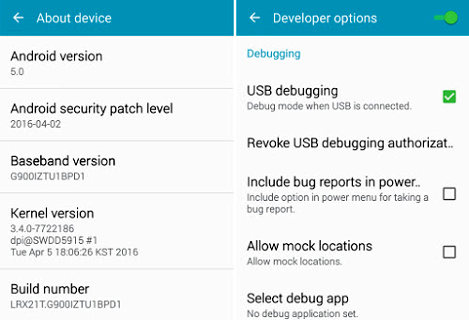 About device
Android version
5.0
Android security patch level
2016-04-02
Baseband version
G900IZTU1BPD1
Kernel version
3.4.0-7722186
dpi@SWDD5915 #1
Tue Apr 5 18:06:26 KST 2016
Build number
LRX21T.G900IZTU1BPD1
Developer options
Debugging
USB debugging
Debug mode when USB is connected.
Revoke USB debugging authorizat..
Include bug reports in power..
Include option in power menu for taking a
bug report.
Allow mock locations
Allow mock locations.
Select debug app
No debug application set.